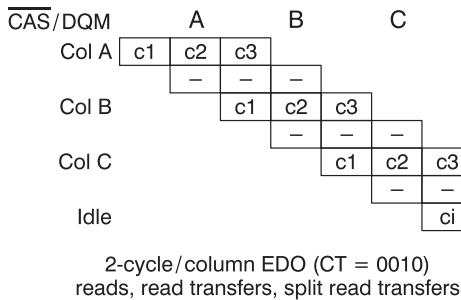 CAS/DQM A B C
Col A c1 c2 c3
– – –
Col B c1 c2 c3
– – –
Col C c1 c2 c3
– –
Idle ci
2-cycle/column EDO (CT = 0010)
reads, read transfers, split read transfers